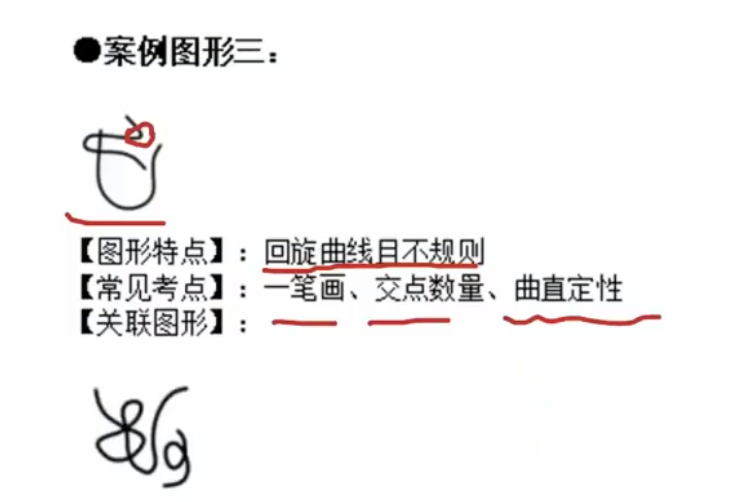 ●案例图形三：
【图形特点】：回旋曲线且不规则
【常见考点】：一笔画、交点数量、曲直定性
【关联图形】：